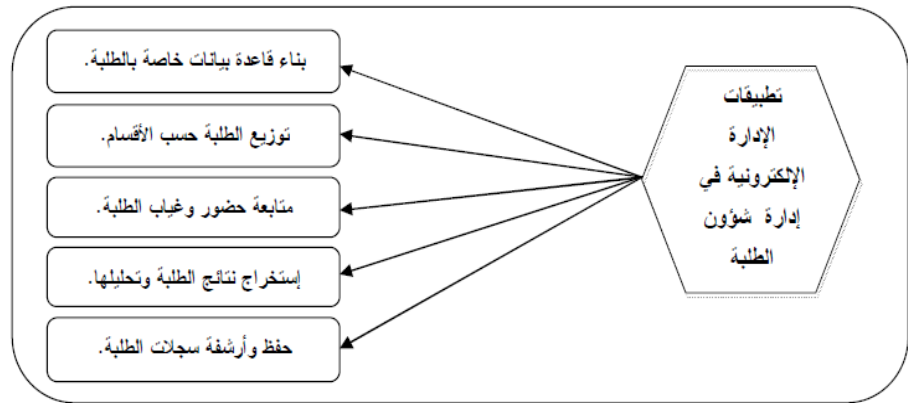 تطبيقات
الإدارة
الإلكترونية في
إدارة شؤون
الطلبة
بناء قاعدة بيانات خاصة بالطلبة.
توزيع الطلبة حسب الأقسام.
متابعة حضور وغياب الطلبة.
إستخراج نتائج الطلبة وتحليلها.
حفظ وأرشفة سجلات الطلبة.